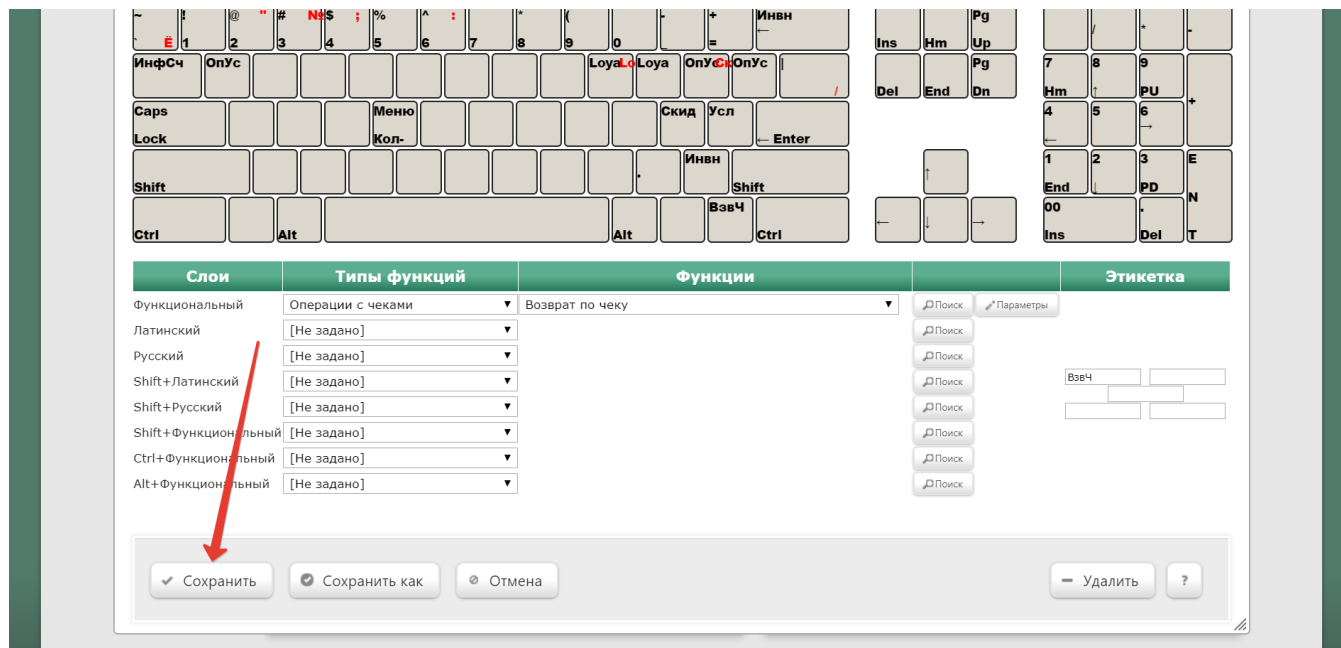 ~ ! @ " # № $ ; % ^ : * ( - + Инвн Pg / * -
` Ё 1 2 3 4 5 6 7 8 9 0 _ = ← Ins Hm Up
ИнфСч ОпУс Loya Lo Loya ОпУс Ск ОпУс | / Pg 7 8 9
Del End Dn Hm ↑ PU +
Caps Меню Скид Усл 4 5 6
Lock Кол- ← Enter ← →
Инвн ↑ 1 2 3 E
Shift . Shift End ↓ PD N
ВзвЧ 00 .
Ctrl Alt Alt Ctrl ← ↓ → Ins Del T
Слои Типы функций Функции Этикетка
Функциональный Операции с чеками Возврат по чеку Поиск Параметры
Латинский [Не задано] Поиск
Русский [Не задано] Поиск
Shift+Латинский [Не задано] Поиск ВзвЧ
Shift+Русский [Не задано] Поиск
Shift+Функциональный [Не задано] Поиск
Ctrl+Функциональный [Не задано] Поиск
Alt+Функциональный [Не задано] Поиск
Сохранить Сохранить как Отмена Удалить ?